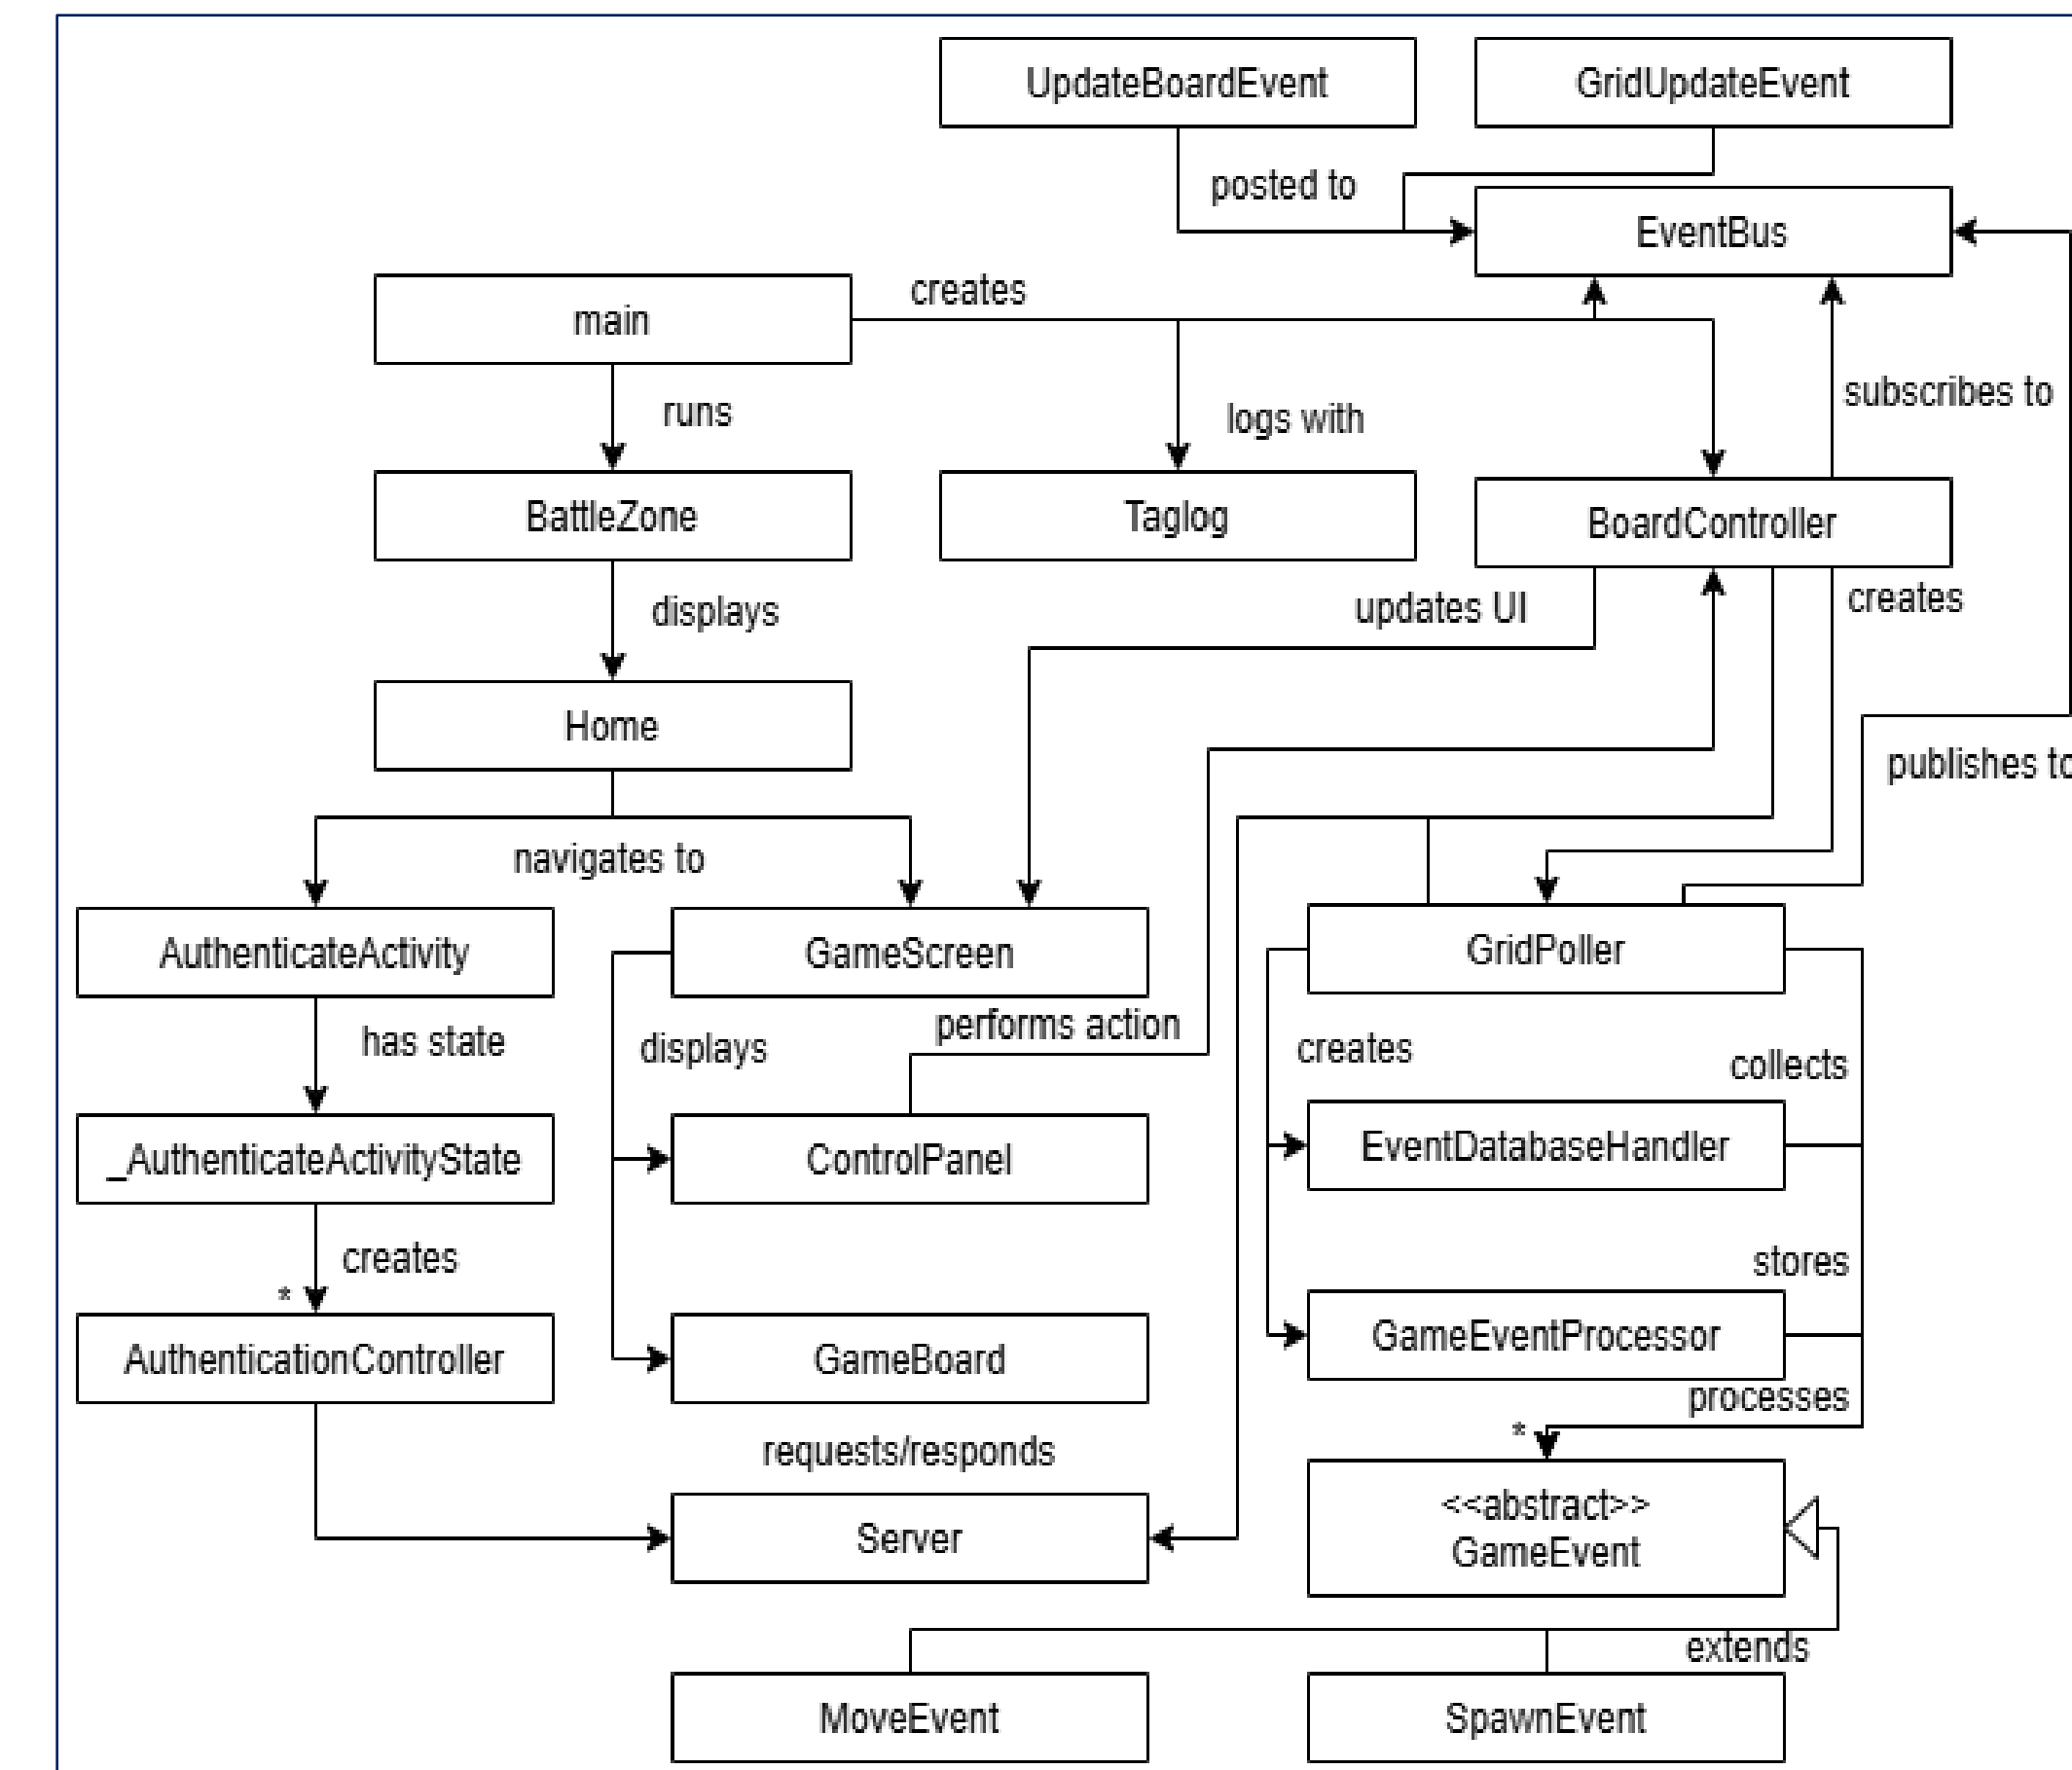 UpdateBoardEvent
GridUpdateEvent
posted to
EventBus
creates
main
subscribes to
runs
logs with
BattleZone
Taglog
BoardController
creates
updates UI
displays
Home
publishes to
navigates to
AuthenticateActivity
GameScreen
GridPoller
performs action
has state
displays
creates
collects
_AuthenticateActivityState
ControlPanel
EventDatabaseHandler
creates
stores
*
AuthenticationController
GameBoard
GameEventProcessor
processes
*
requests/responds
Server
<<abstract>>
GameEvent
extends
MoveEvent
SpawnEvent